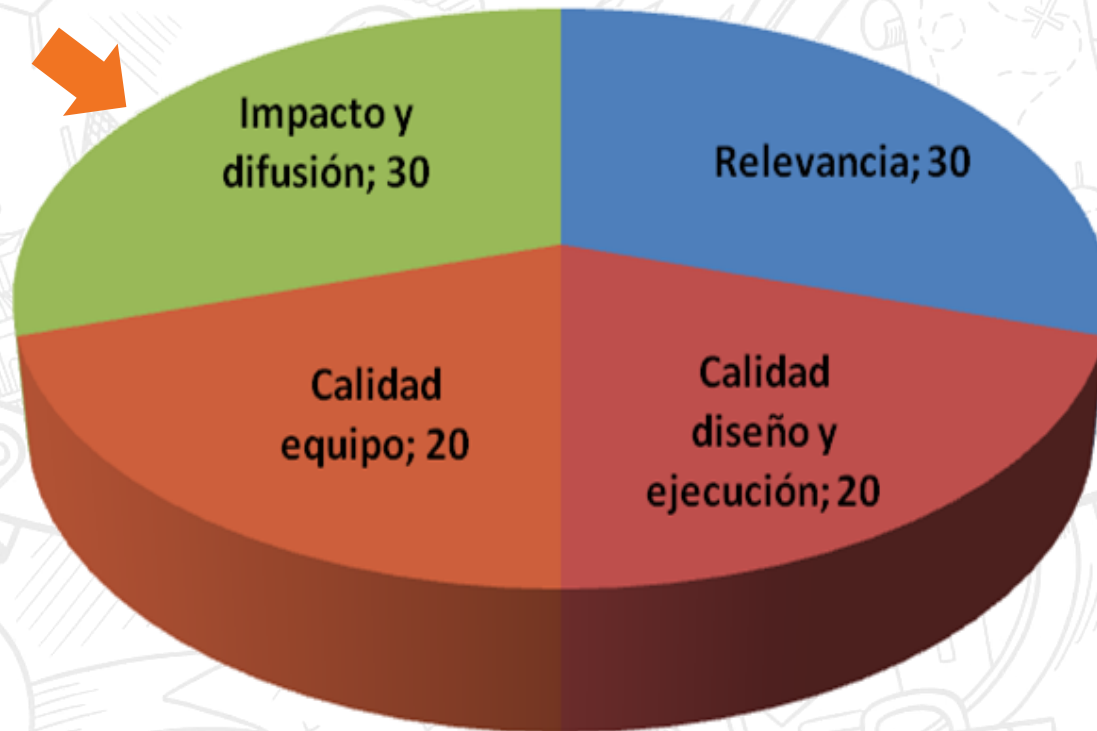 Impacto y
difusión; 30
Relevancia; 30
Calidad
equipo; 20
Calidad
diseño y
ejecución; 20